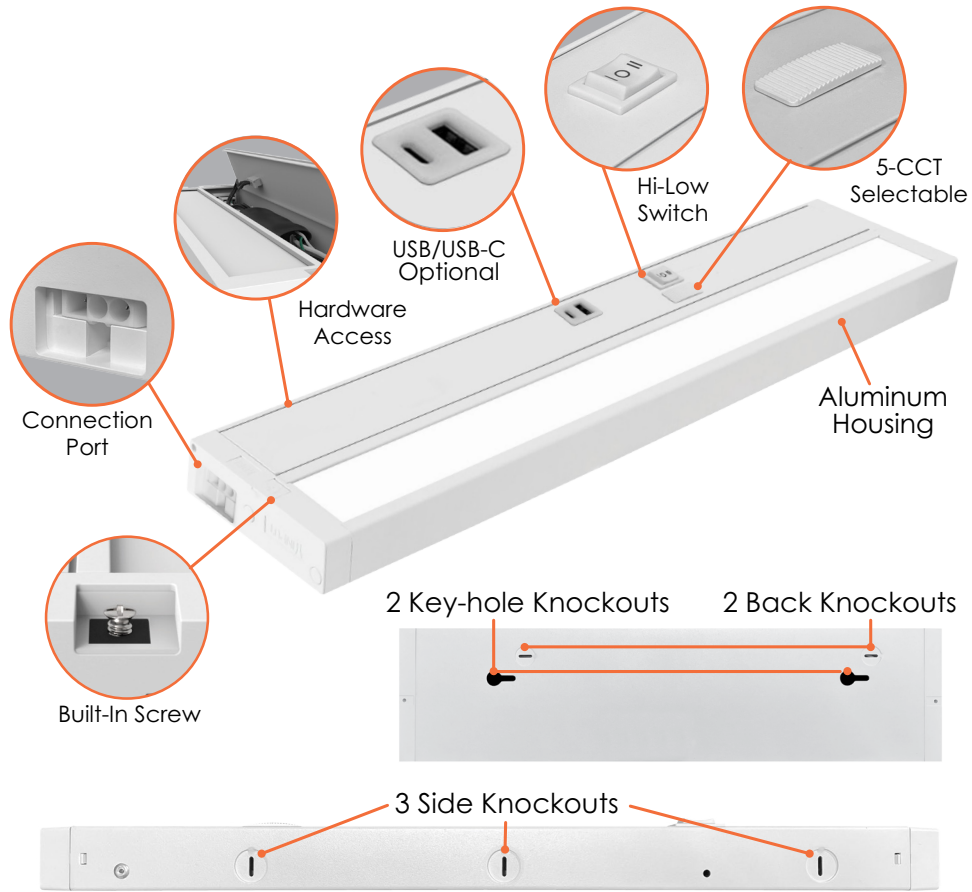 5-CCT
Selectable
Hi-Low
Switch
USB/USB-C
Optional
Hardware
Access
Connection
Port
Aluminum
Housing
Built-In Screw
2 Key-hole Knockouts
2 Back Knockouts
3 Side Knockouts